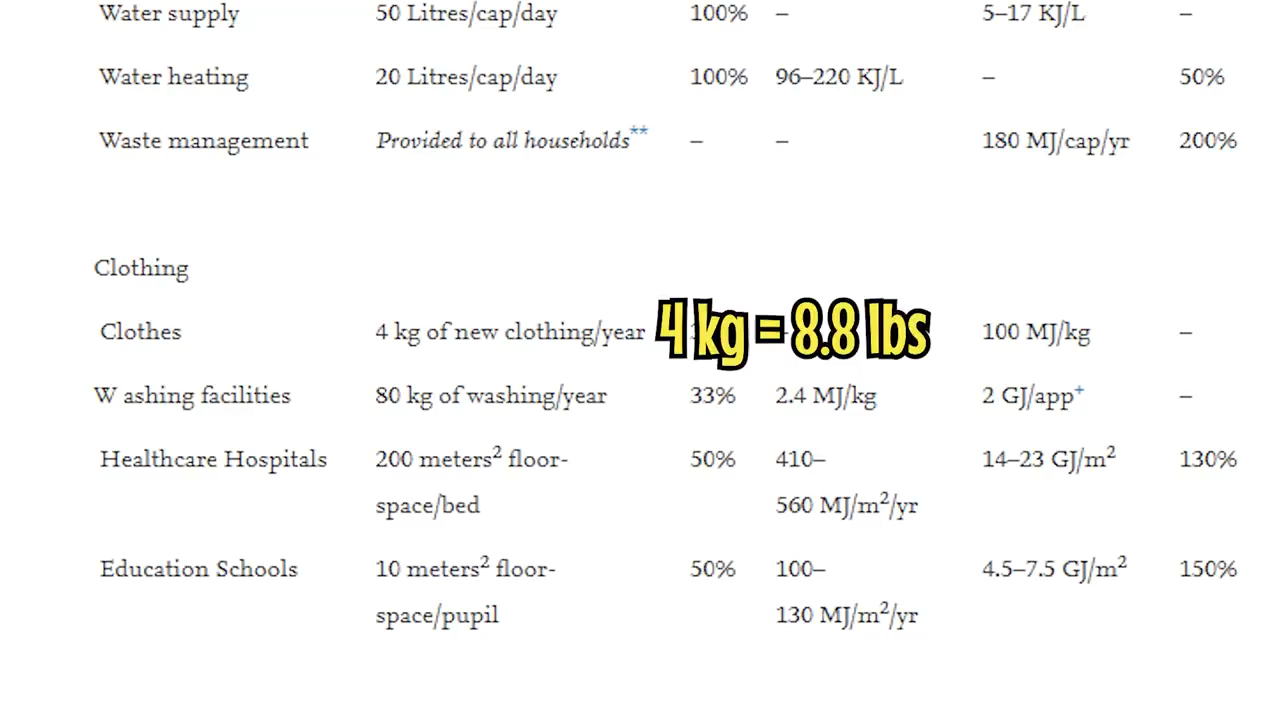 Water supply 50 Litres/cap/day 100% – 5–17 KJ/L –
Water heating 20 Litres/cap/day 100% 96–220 KJ/L – 50%
Waste management Provided to all households** – – 180 MJ/cap/yr 200%
Clothing
Clothes 4 kg of new clothing/year 4 kg = 8.8 lbs 100 MJ/kg –
W ashing facilities 80 kg of washing/year 33% 2.4 MJ/kg 2 GJ/app+ –
Healthcare Hospitals 200 meters² floor- 50% 410– 14–23 GJ/m² 130%
space/bed 560 MJ/m²/yr
Education Schools 10 meters² floor- 50% 100– 4.5–7.5 GJ/m² 150%
space/pupil 130 MJ/m²/yr